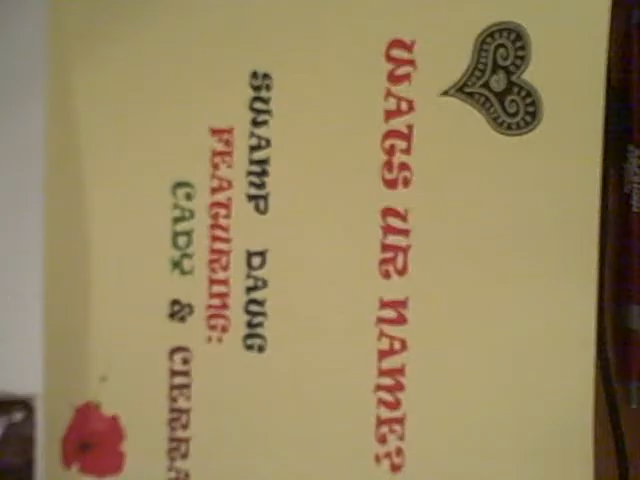 WATS UR NAME?
SWAMP DAWG
FEATURING:
CADY & CIERRA